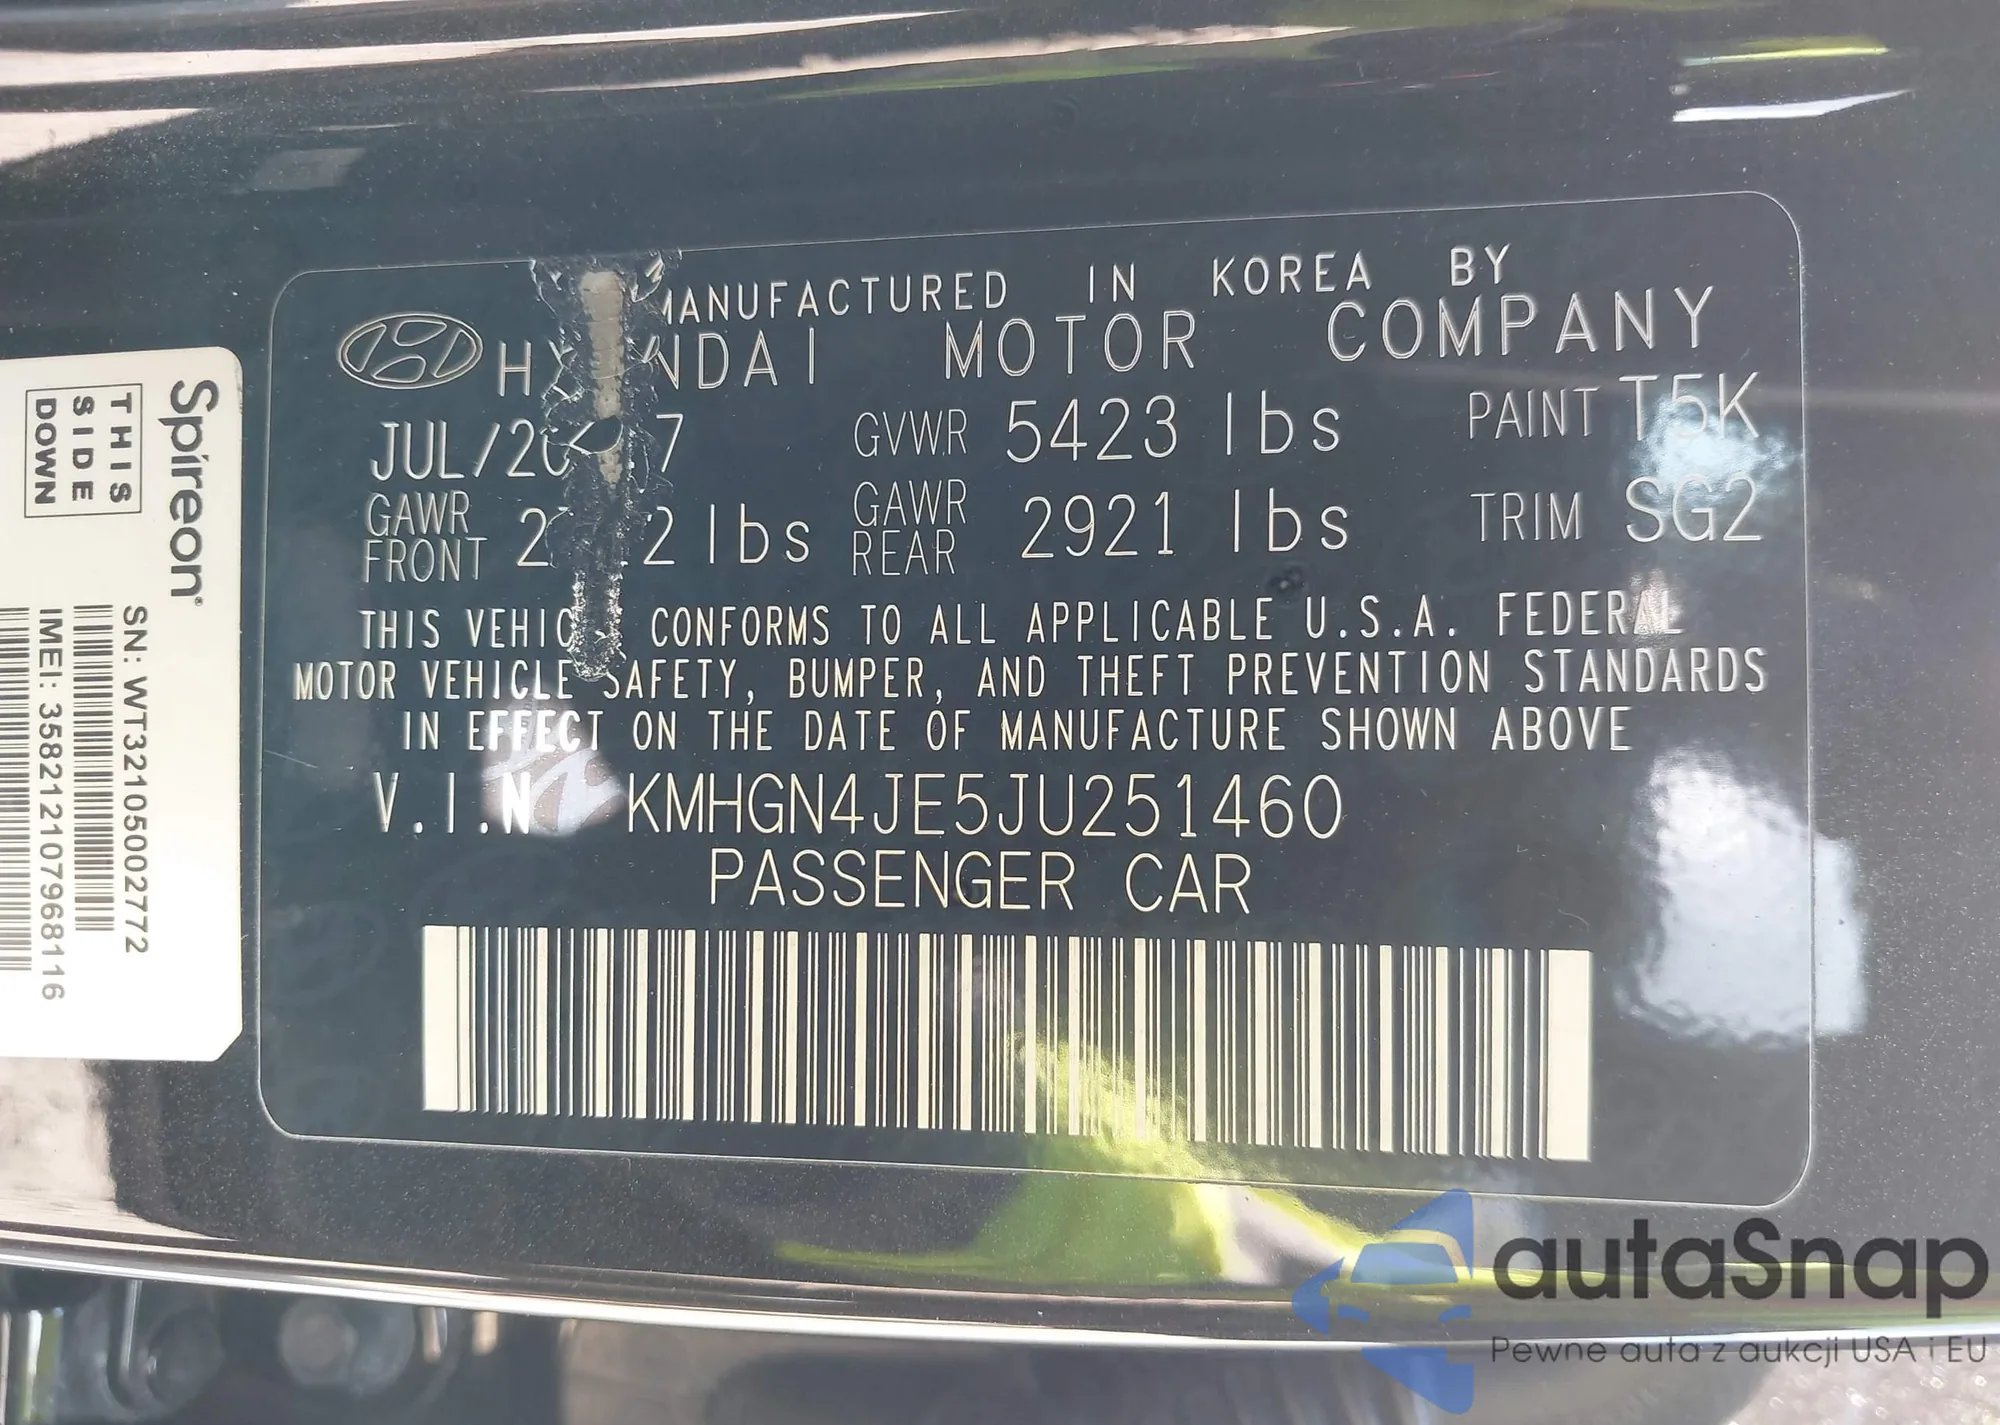 MANUFACTURED IN KOREA BY
MOTOR COMPANY
GVWR 5423 lbs PAINT T5K
GAWR FRONT lbs GAWR REAR 2921 lbs TRIM SG2
THIS CONFORMS TO ALL APPLICABLE U.S.A. FEDERAL
MOTOR VEHICLE SAFETY, BUMPER, AND THEFT PREVENTION STANDARDS
IN EFFECT ON THE DATE OF MANUFACTURE SHOWN ABOVE
V.I.N KMHGN4JE5JU251460
PASSENGER CAR
Spireon
THIS
SIDE
DOWN
SN: WT32105002772
IMEI: 358212107968116
autaSnap
Pewne auta z aukcji USA i EU